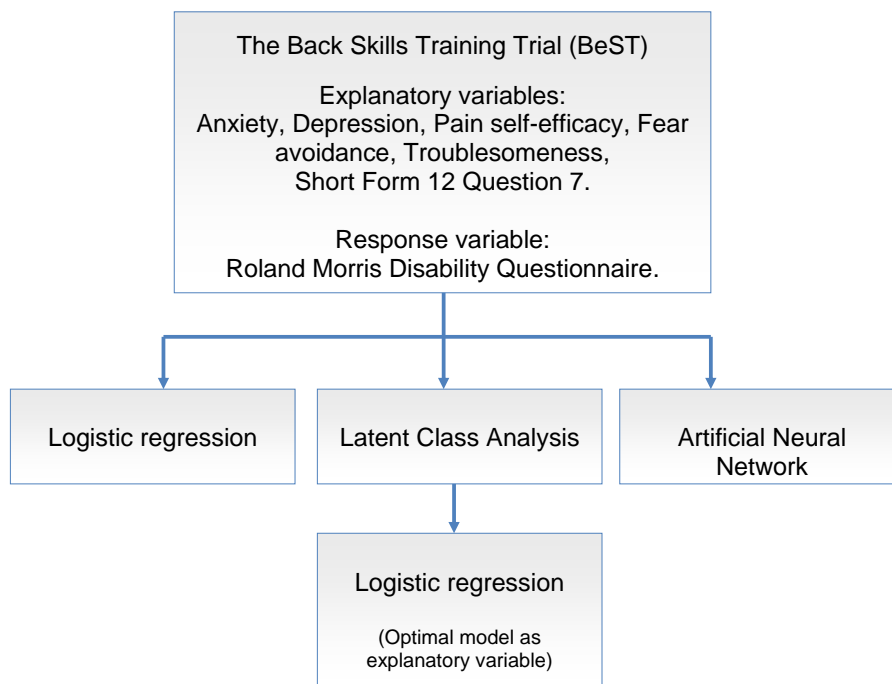 The Back Skills Training Trial (BeST)
Explanatory variables:
Anxiety, Depression, Pain self-efficacy, Fear
avoidance, Troublesomeness,
Short Form 12 Question 7.
Response variable:
Roland Morris Disability Questionnaire.
Logistic regression
Latent Class Analysis
Artificial Neural
Network
Logistic regression
(Optimal model as
explanatory variable)